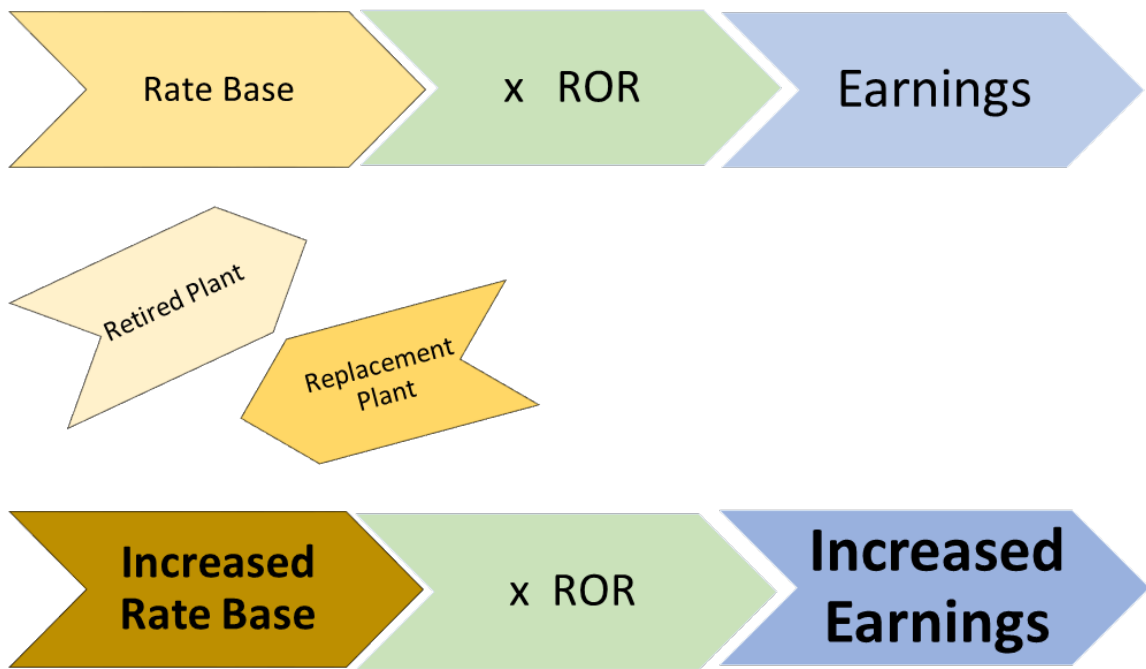 Rate Base
x ROR
Earnings
Retired Plant
Replacement
Plant
Increased
Rate Base
x ROR
Increased
Earnings